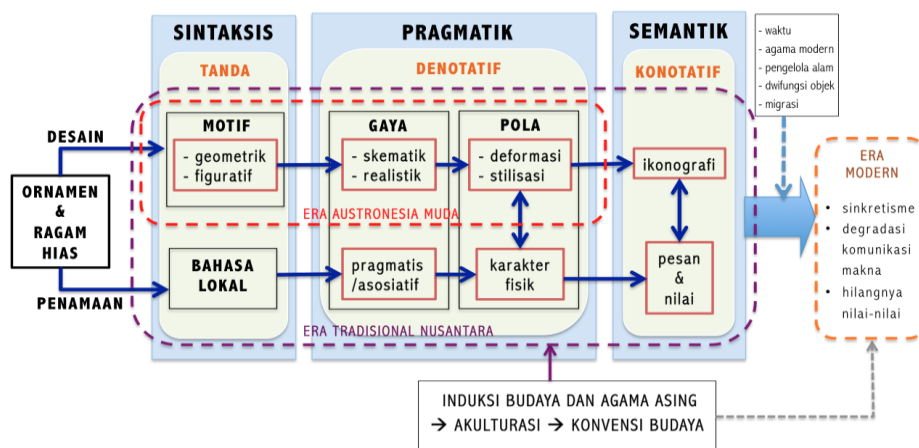 SINTAKSIS
PRAGMATIK
SEMANTIK
- waktu
- agama modern
- pengelola alam
- dwifungsi objek
- migrasi
TANDA
DENOTATIF
KONOTATIF
DESAIN
MOTIF
- geometrik
- figuratif
GAYA
- skematik
- realistik
POLA
- deformasi
- stilisasi
ikonografi
ERA
MODERN
• sinkretisme
• degradasi
komunikasi
makna
• hilangnya
nilai-nilai
ORNAMEN
&
RAGAM
HIAS
ERA AUSTRONESIA MUDA
PENAMAAN
BAHASA
LOKAL
pragmatis
/asosiatif
karakter
fisik
pesan
&
nilai
ERA TRADISIONAL NUSANTARA
INDUKSI BUDAYA DAN AGAMA ASING
→ AKULTURASI → KONVENSI BUDAYA